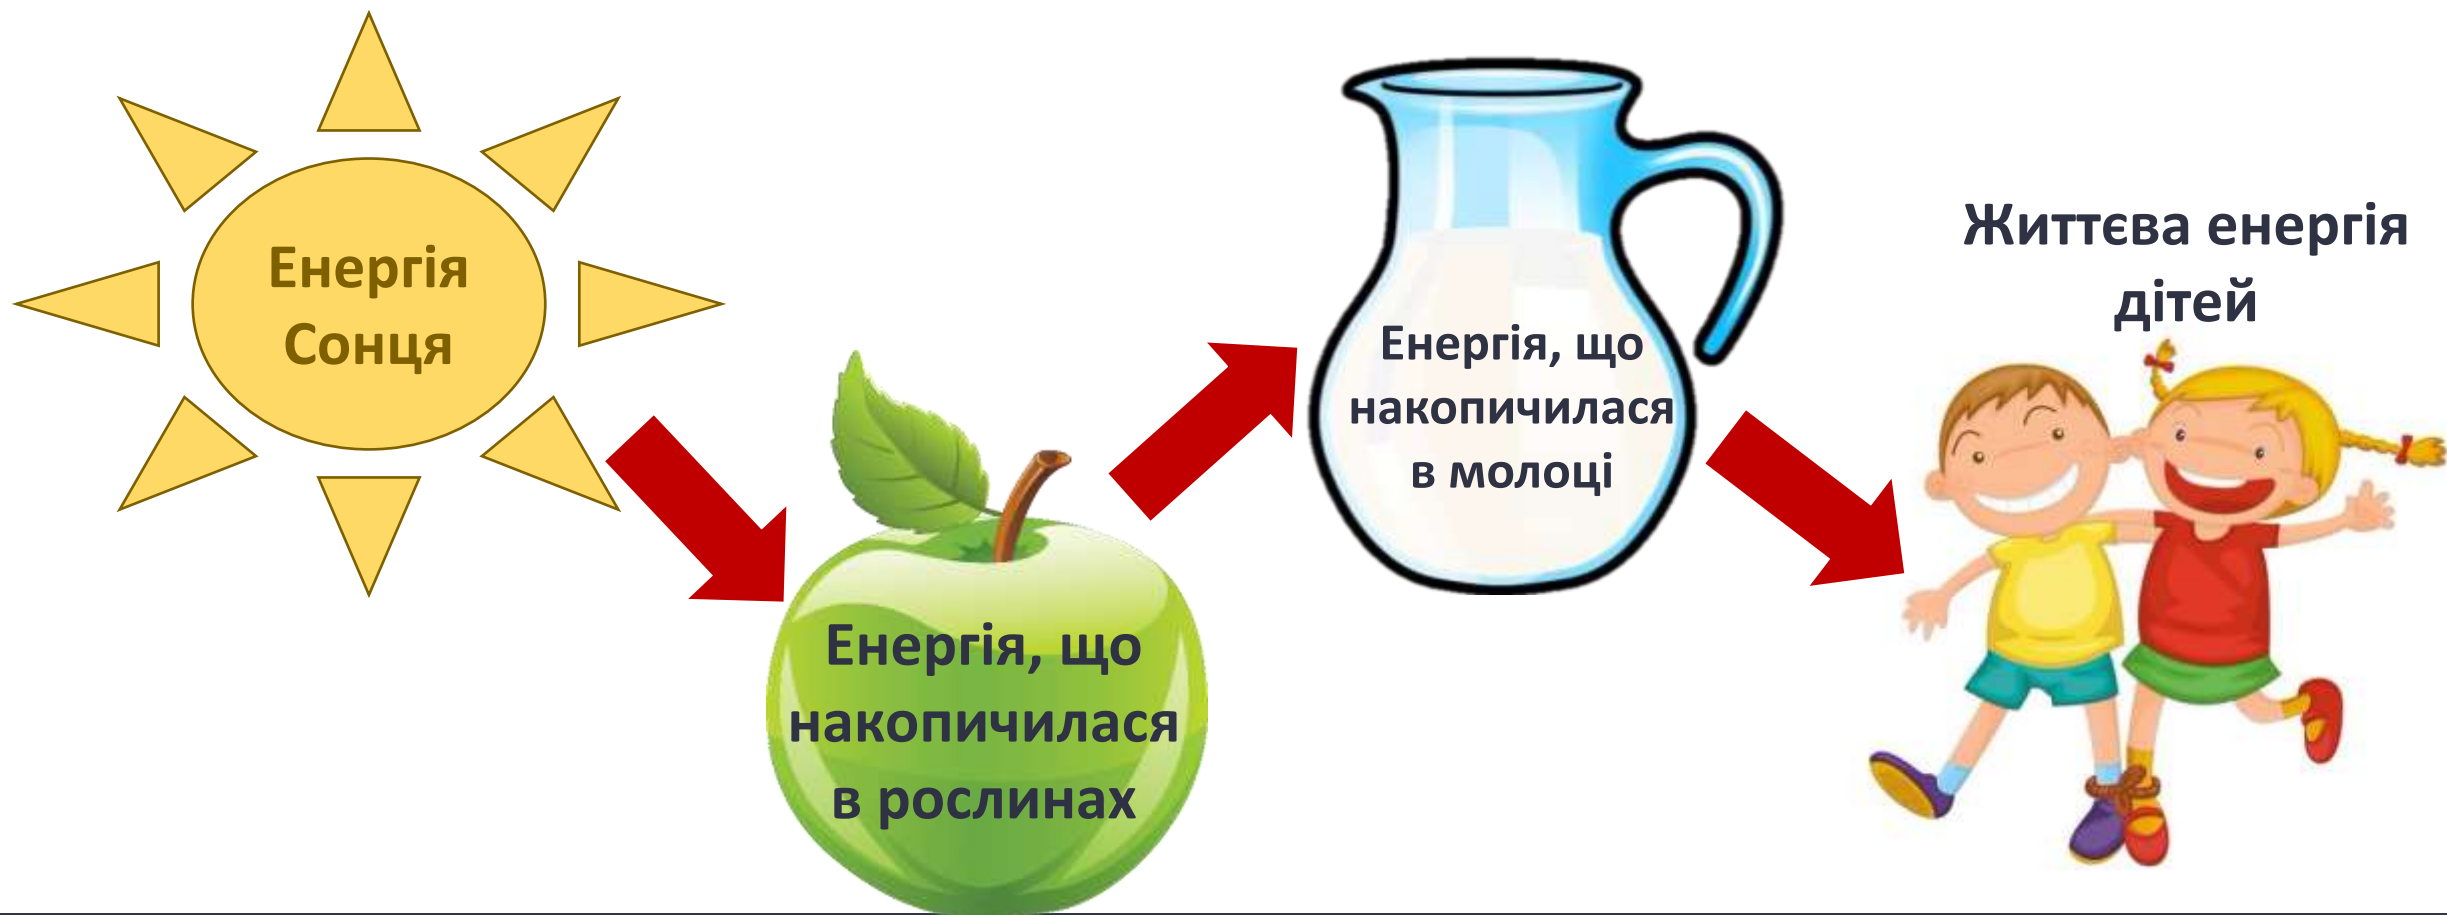 Енергія
Сонця
Енергія, що
накопичилася
в рослинах
Енергія, що
накопичилася
в молоці
Життєва енергія
дітей